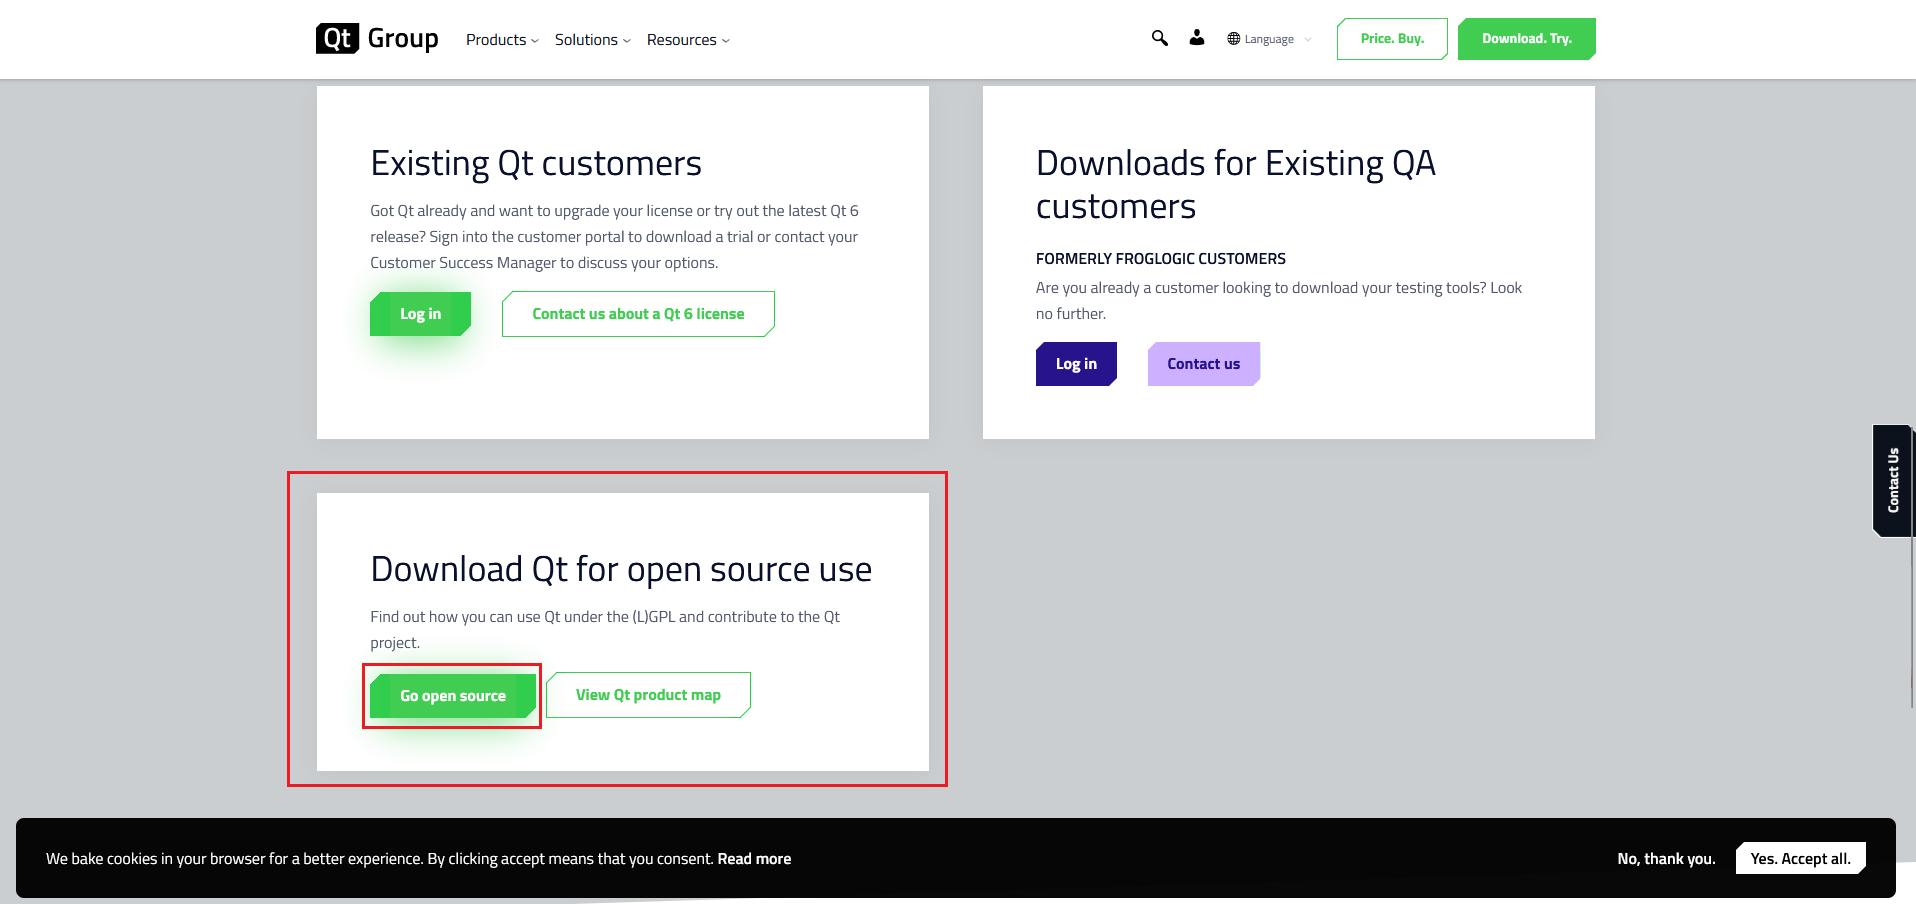 Qt Group Products Solutions Resources Language Price. Buy. Download. Try.
Existing Qt customers
Got Qt already and want to upgrade your license or try out the latest Qt 6
release? Sign into the customer portal to download a trial or contact your
Customer Success Manager to discuss your options.
Log in Contact us about a Qt 6 license
Downloads for Existing QA
customers
FORMERLY FROGLOGIC CUSTOMERS
Are you already a customer looking to download your testing tools? Look
no further.
Log in Contact us
Contact Us
Download Qt for open source use
Find out how you can use Qt under the (L)GPL and contribute to the Qt
project.
Go open source View Qt product map
We bake cookies in your browser for a better experience. By clicking accept means that you consent. Read more No, thank you. Yes. Accept all.